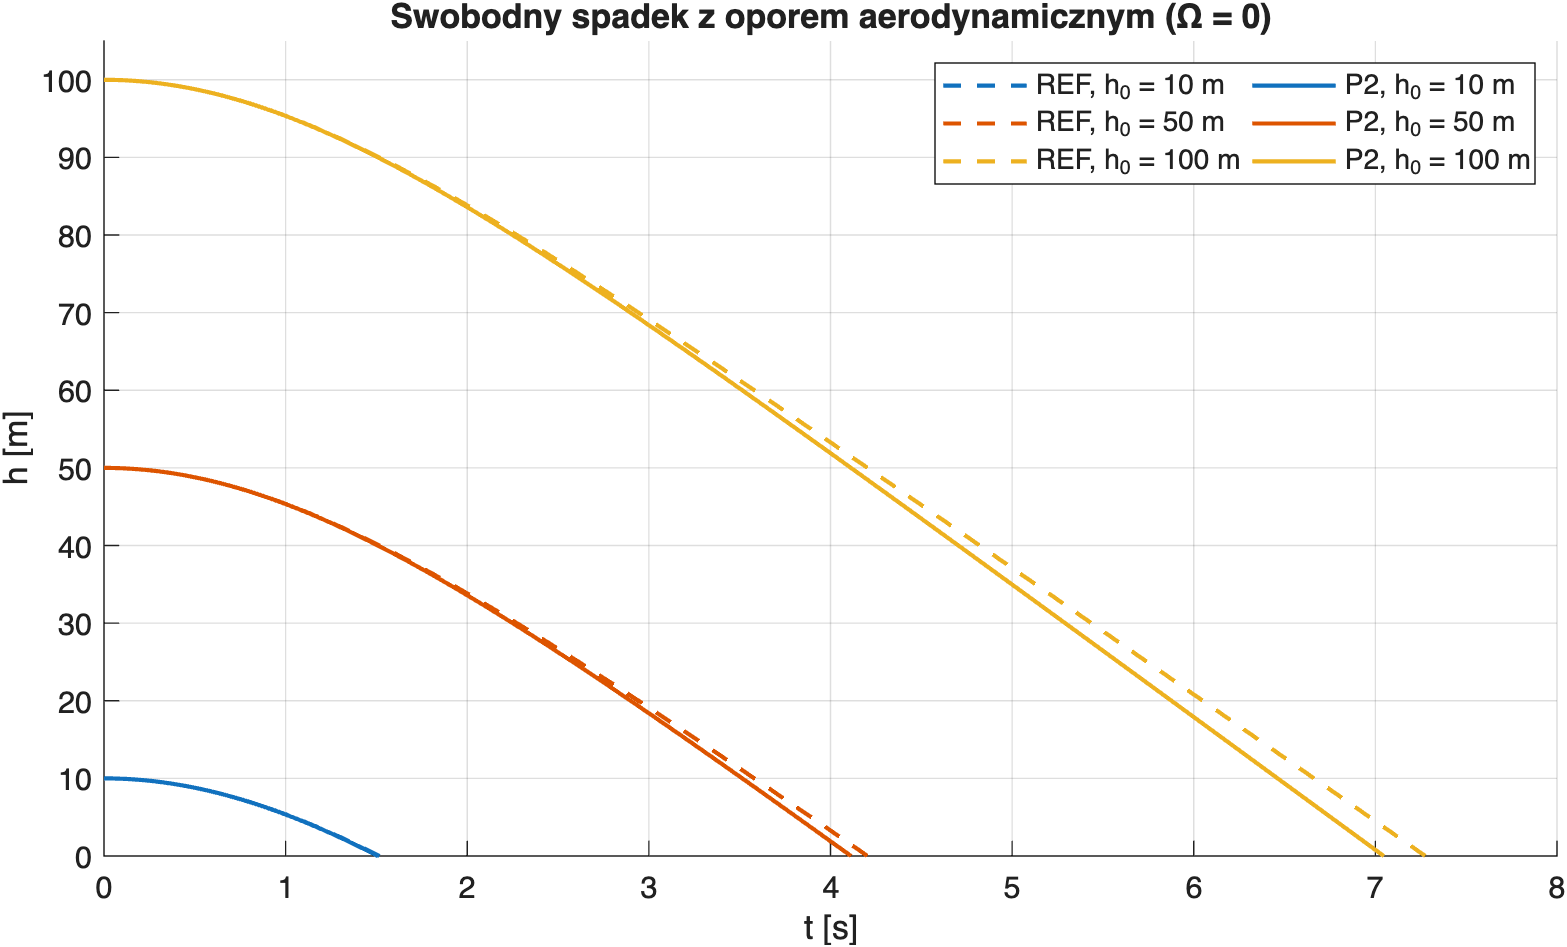 Swobodny spadek z oporem aerodynamicznym (Ω = 0)
REF, h₀ = 10 m P2, h₀ = 10 m
REF, h₀ = 50 m P2, h₀ = 50 m
REF, h₀ = 100 m P2, h₀ = 100 m
100
90
80
70
60
50
40
30
20
10
0
h [m]
0 1 2 3 4 5 6 7 8
t [s]